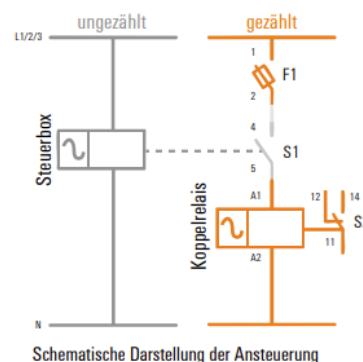 ungezählt gezählt
L1/2/3
1
F1
2
4
S1
5
Steuerbox
A1
12 14
S
Koppelrelais
11
A2
N
Schematische Darstellung der Ansteuerung